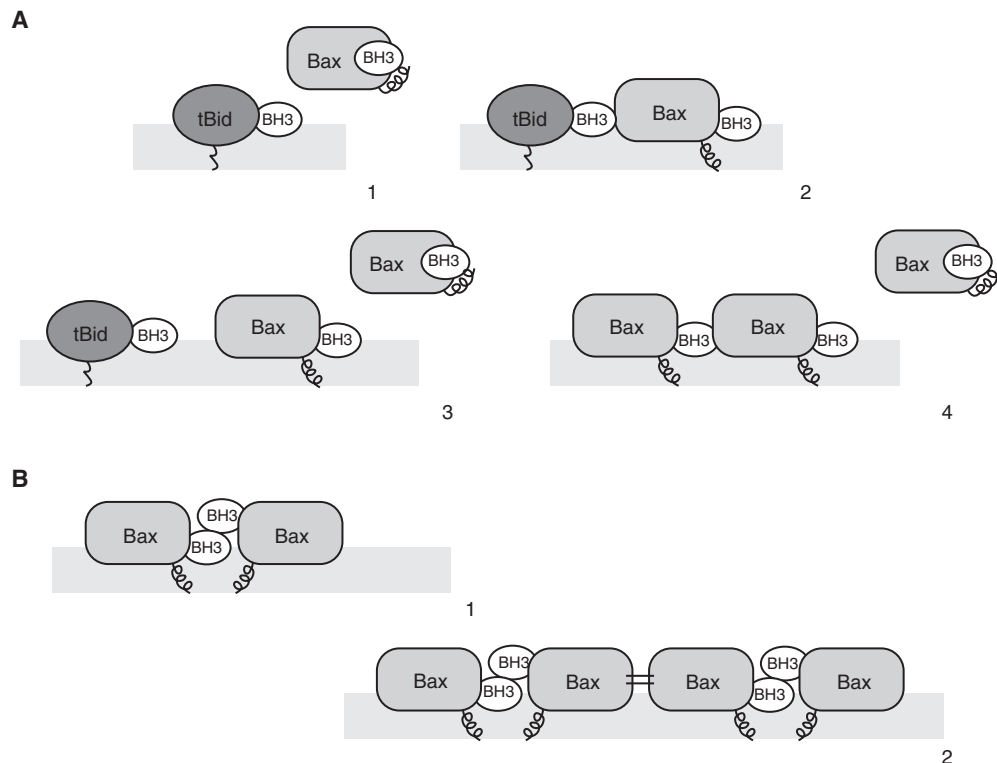 A
Bax BH3
tBid BH3
1
tBid BH3 Bax BH3
2
Bax BH3
tBid BH3 Bax BH3
3
Bax BH3
Bax BH3 Bax BH3
4
B
Bax BH3 BH3 Bax
1
Bax BH3 BH3 Bax Bax BH3 BH3 Bax
2